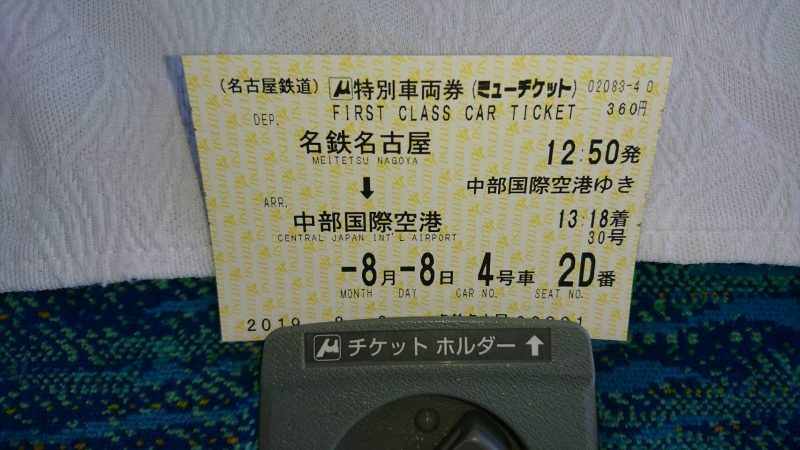 (名古屋鉄道) μ特別車両券(ミューチケット) 02083-40
FIRST CLASS CAR TICKET 360円
DEP.
名鉄名古屋 12:50発
MEITETSU NAGOYA
中部国際空港ゆき
ARR.
中部国際空港 13:18着
CENTRAL JAPAN INT'L AIRPORT 30号
-8月-8日 4号車 2D番
MONTH DAY CAR NO. SEAT NO.
2019
μ チケット ホルダー ↑